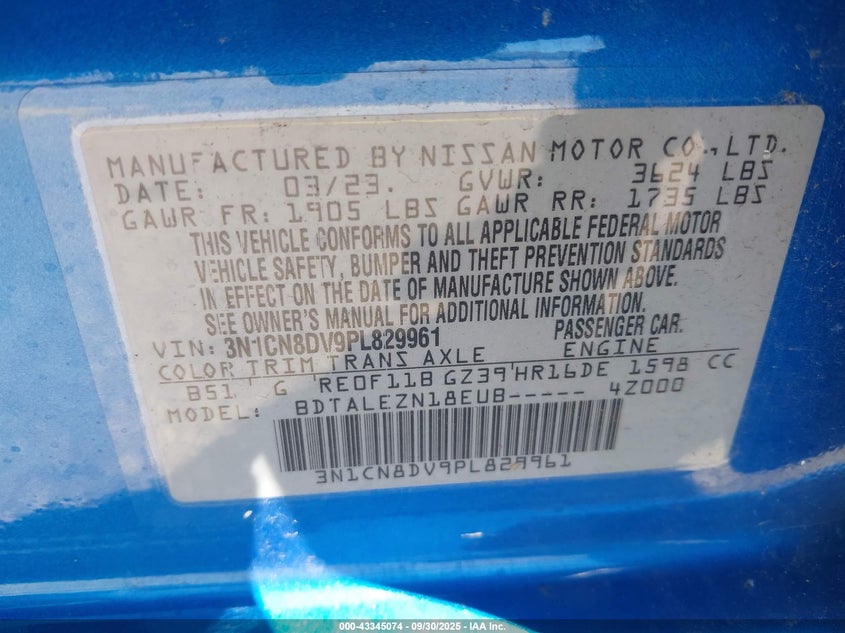 MANUFACTURED BY NISSAN MOTOR CO.,LTD.
DATE: 03/23. GVWR: 3624 LBS
GAWR FR: 1905 LBS GAWR RR: 1735 LBS
THIS VEHICLE CONFORMS TO ALL APPLICABLE FEDERAL MOTOR
VEHICLE SAFETY, BUMPER AND THEFT PREVENTION STANDARDS
IN EFFECT ON THE DATE OF MANUFACTURE SHOWN ABOVE.
SEE OWNER'S MANUAL FOR ADDITIONAL INFORMATION.
VIN: 3N1CN8DV9PL829961 PASSENGER CAR.
COLOR TRIM TRANS AXLE ENGINE
B51 G RE0F11B GZ39 HR16DE 1598 CC
MODEL: BDTALEZN18EUB----- 4Z000
3N1CN8DV9PL829961
000-43345074 - 09/30/2025 - IAA Inc.